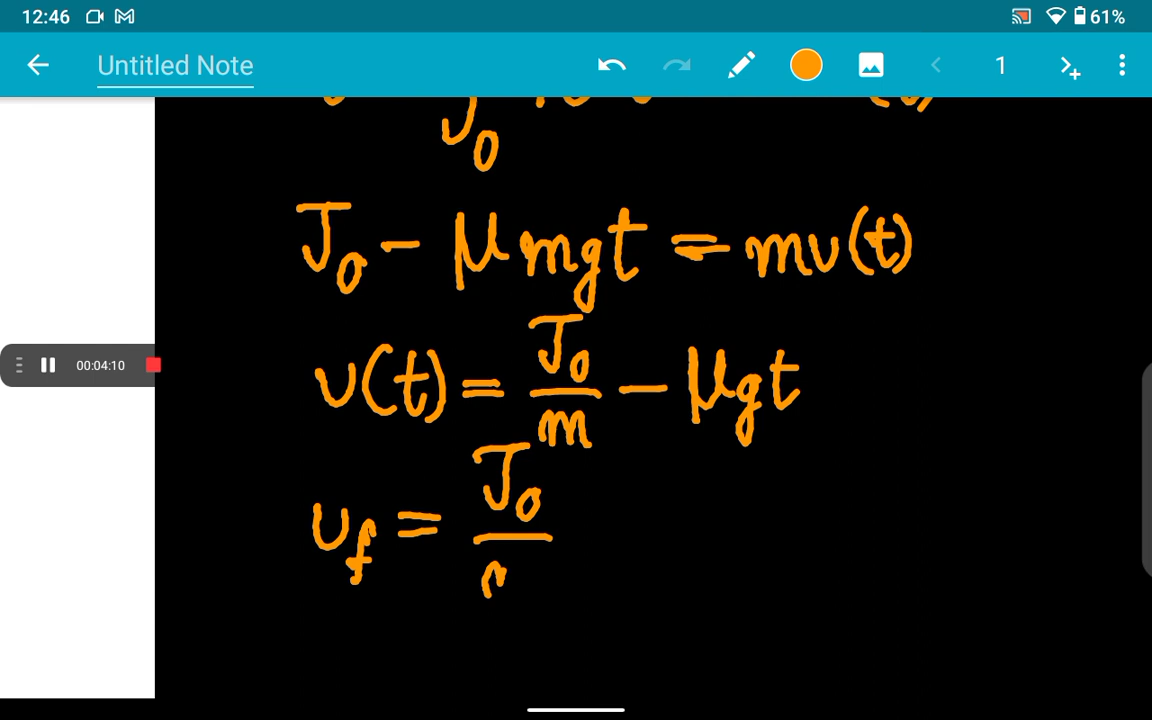 12:46
61%
Untitled Note
1
J₀ - μmgt = mv(t)
00:04:10
v(t) = J₀/m - μgt
v_f = J₀/